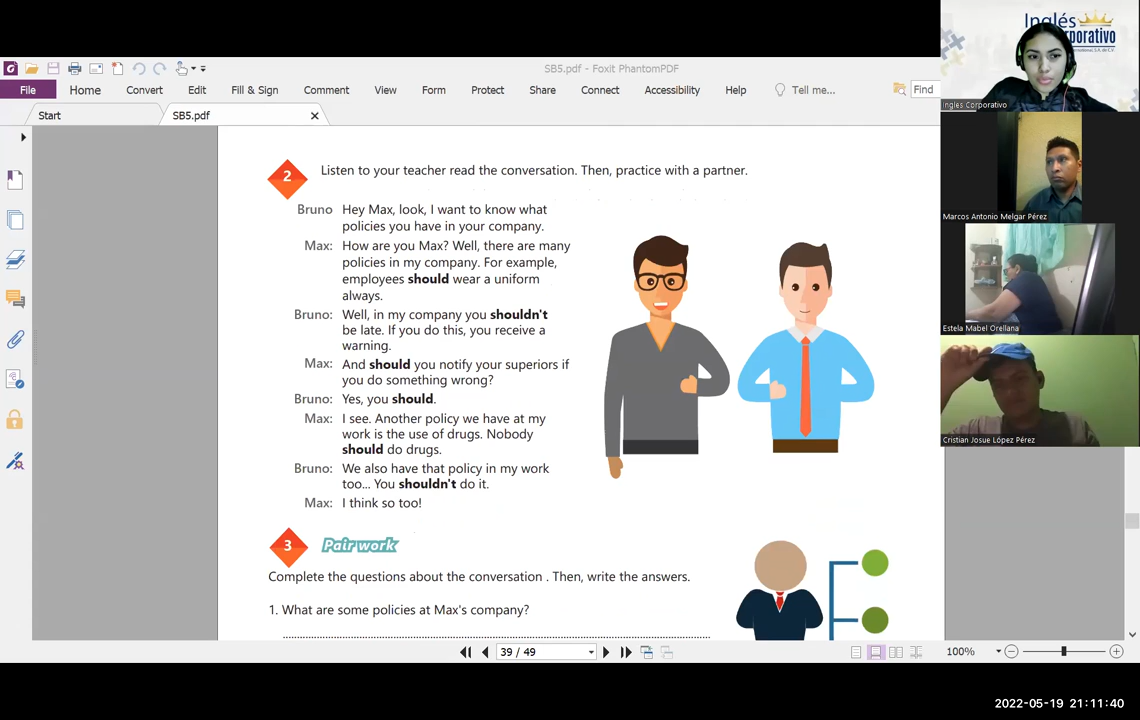 SB5.pdf - Foxit PhantomPDF
File Home Convert Edit Fill & Sign Comment View Form Protect Share Connect Accessibility Help Tell me... Find
Start SB5.pdf
2 Listen to your teacher read the conversation. Then, practice with a partner.
Bruno Hey Max, look, I want to know what
policies you have in your company.
Max: How are you Max? Well, there are many
policies in my company. For example,
employees should wear a uniform
always.
Bruno: Well, in my company you shouldn't
be late. If you do this, you receive a
warning.
Max: And should you notify your superiors if
you do something wrong?
Bruno: Yes, you should.
Max: I see. Another policy we have at my
work is the use of drugs. Nobody
should do drugs.
Bruno: We also have that policy in my work
too... You shouldn't do it.
Max: I think so too!
3 Pair work
Complete the questions about the conversation . Then, write the answers.
1. What are some policies at Max's company?
39 / 49
100%
Inglés
Inglés Corporativo
Marcos Antonio Melgar Pérez
Estela Mabel Orellana
Cristian Josue López Pérez
2022-05-19 21:11:40